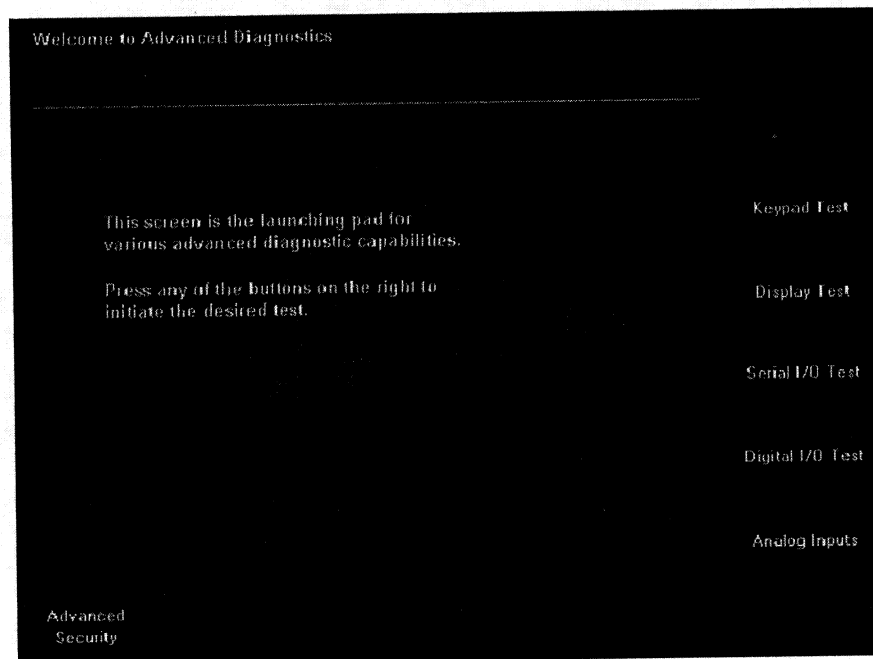 Welcome to Advanced Diagnostics
This screen is the launching pad for
various advanced diagnostic capabilities.
Press any of the buttons on the right to
initiate the desired test.
Keypad Test
Display Test
Serial I/O Test
Digital I/O Test
Analog Inputs
Advanced
Security